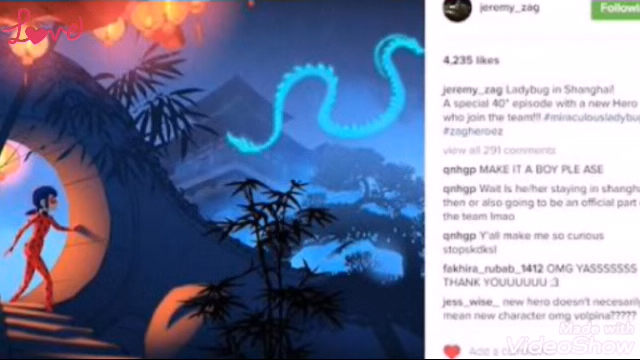 Love
jeremy_zag
Followin
4,235 likes
jeremy_zag Ladybug in Shanghai!
A special 40" episode with a new Hero
who join the team!!! #miraculousladybug
#zagheroez
view all 291 comments
qnhgp MAKE IT A BOY PLE ASE
qnhgp Wait Is he/her staying in shangh
then or also going to be an official part
the team lmao
qnhgp Y'all make me so curious
stopskdksl
fakhira_rubab_1412 OMG YASSSSSSS
THANK YOUUUUUU :3
jess_wise_ new hero doesn't necesarily
mean new character omg volpina?????
Add a
Made with
VideoShow